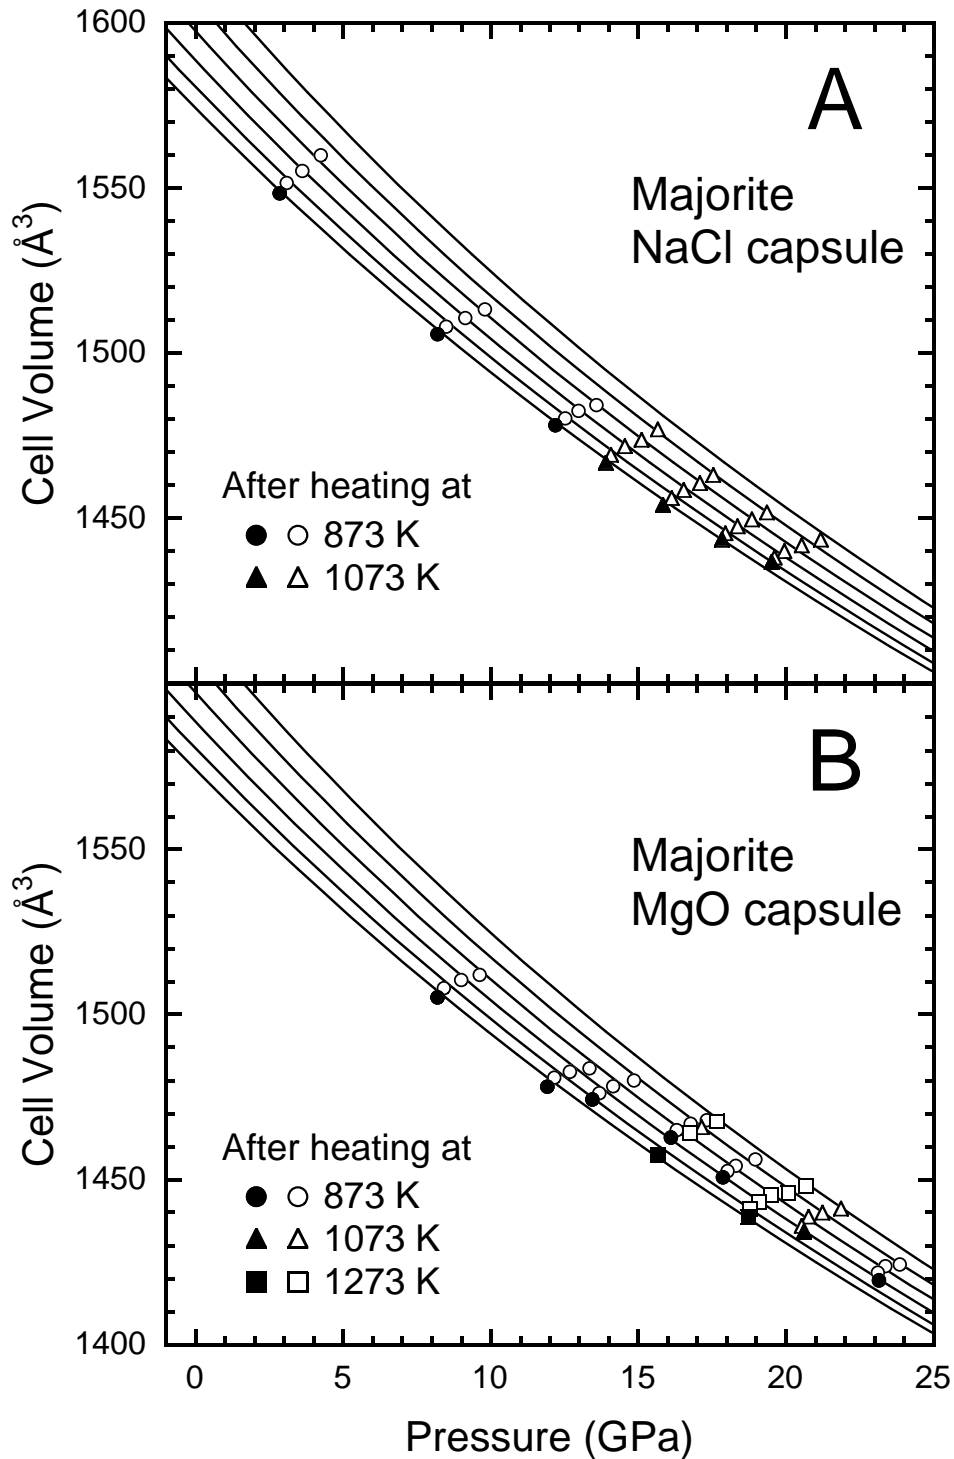 1600
A
Majorite
NaCl capsule
1550
Cell Volume (Å³)
1500
After heating at
873 K
1450
1073 K
B
1550
Majorite
MgO capsule
Cell Volume (Å³)
1500
After heating at
1450
873 K
1073 K
1273 K
1400
0 5 10 15 20 25
Pressure (GPa)